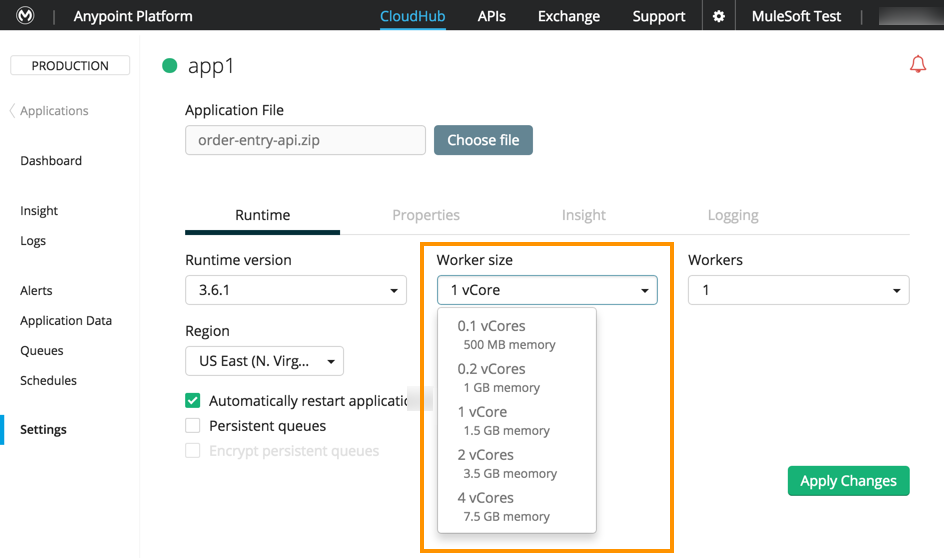 Anypoint Platform CloudHub APIs Exchange Support MuleSoft Test
PRODUCTION
app1
Applications
Application File
order-entry-api.zip Choose file
Dashboard
Insight
Logs
Alerts
Application Data
Queues
Schedules
Settings
Runtime Properties Insight Logging
Runtime version Worker size Workers
3.6.1 1 vCore 1
Region
US East (N. Virg...
Automatically restart
Persistent queues
Encrypt persistent queues
0.1 vCores
500 MB memory
0.2 vCores
1 GB memory
1 vCore
1.5 GB memory
2 vCores
3.5 GB meomory
4 vCores
7.5 GB memory
Apply Changes